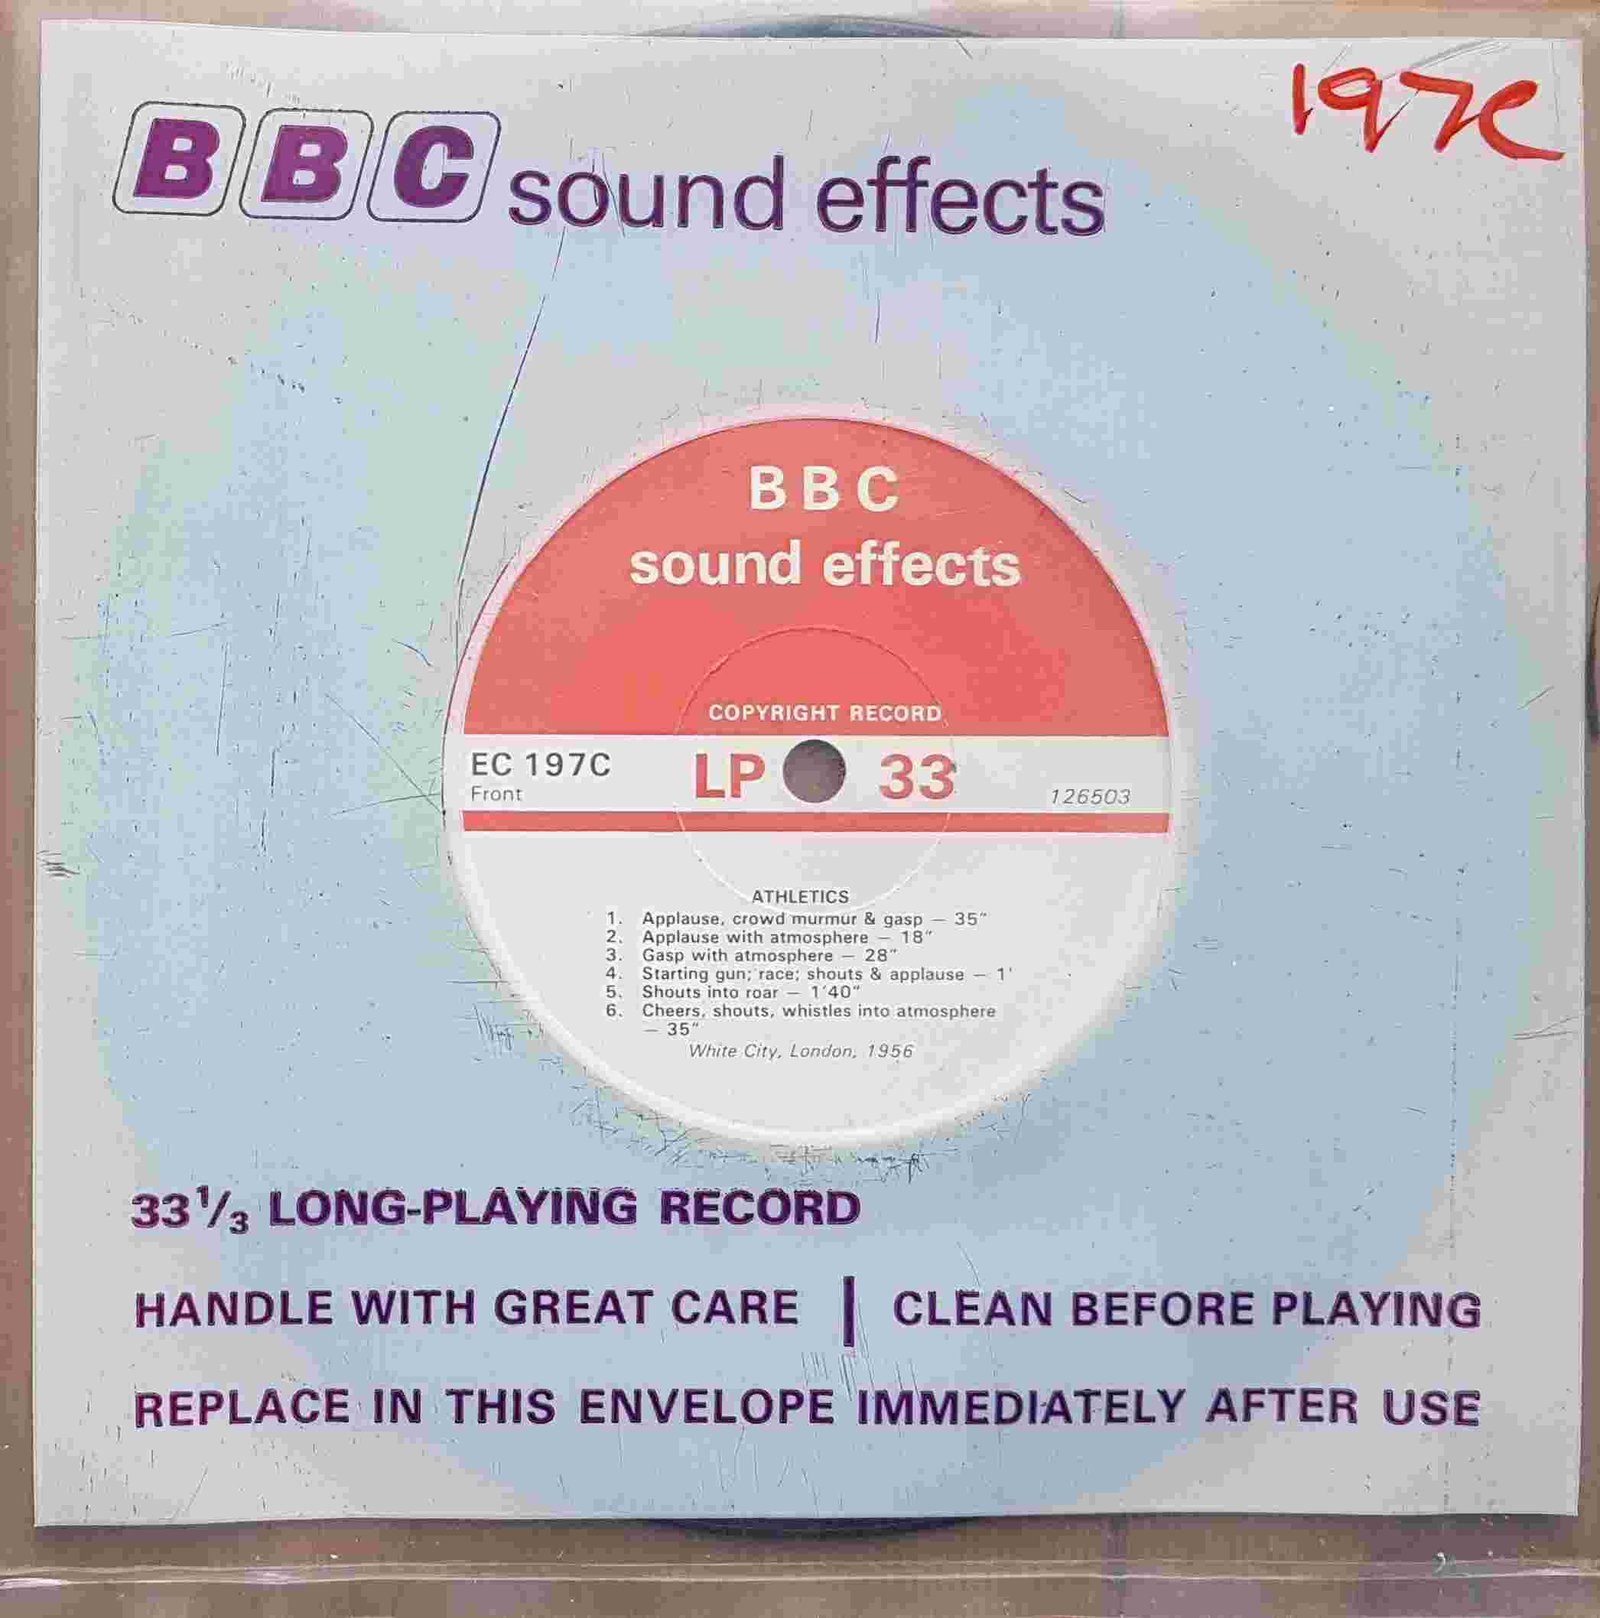 197C
BBC sound effects
BBC
sound effects
COPYRIGHT RECORD
EC 197C LP 33
Front 126503
ATHLETICS
1. Applause, crowd murmur & gasp — 35"
2. Applause with atmosphere — 18"
3. Gasp with atmosphere — 28"
4. Starting gun; race; shouts & applause — 1'
5. Shouts into roar — 1'40"
6. Cheers, shouts, whistles into atmosphere
— 35"
White City, London, 1956
33 1/3 LONG-PLAYING RECORD
HANDLE WITH GREAT CARE | CLEAN BEFORE PLAYING
REPLACE IN THIS ENVELOPE IMMEDIATELY AFTER USE